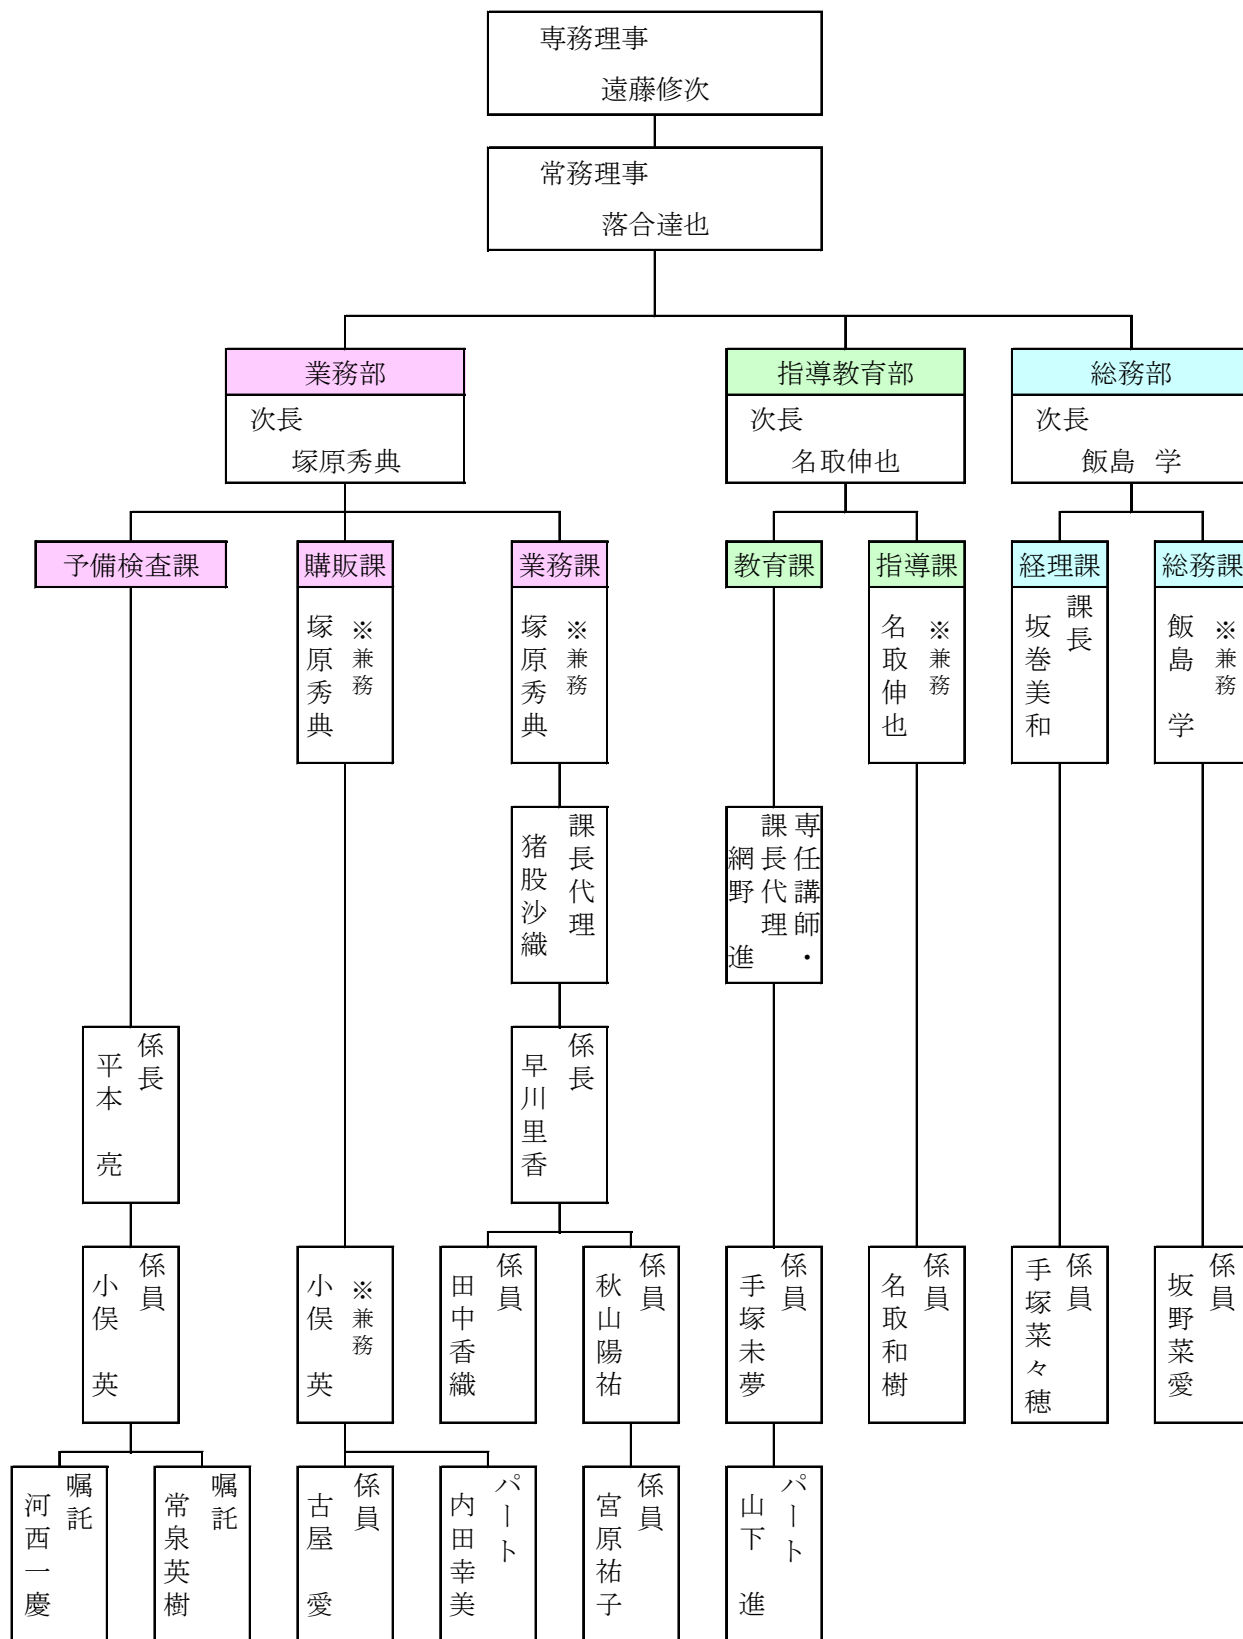 専務理事
遠藤修次
常務理事
落合達也
業務部
次長
塚原秀典
指導教育部
次長
名取伸也
総務部
次長
飯島 学
予備検査課
購販課
※兼務
塚原秀典
業務課
※兼務
塚原秀典
教育課
指導課
※兼務
名取伸也
経理課
課長
坂巻美和
総務課
※兼務
飯島 学
課長代理
猪股沙織
専任講師・
課長代理
網野 進
係長
平本 亮
係長
早川里香
係員
小俣 英
※兼務
小俣 英
係員
田中香織
係員
秋山陽祐
係員
手塚未夢
係員
名取和樹
係員
手塚菜々穂
係員
坂野菜愛
嘱託
河西一慶
嘱託
常泉英樹
係員
古屋 愛
パート
内田幸美
係員
宮原祐子
パート
山下 進